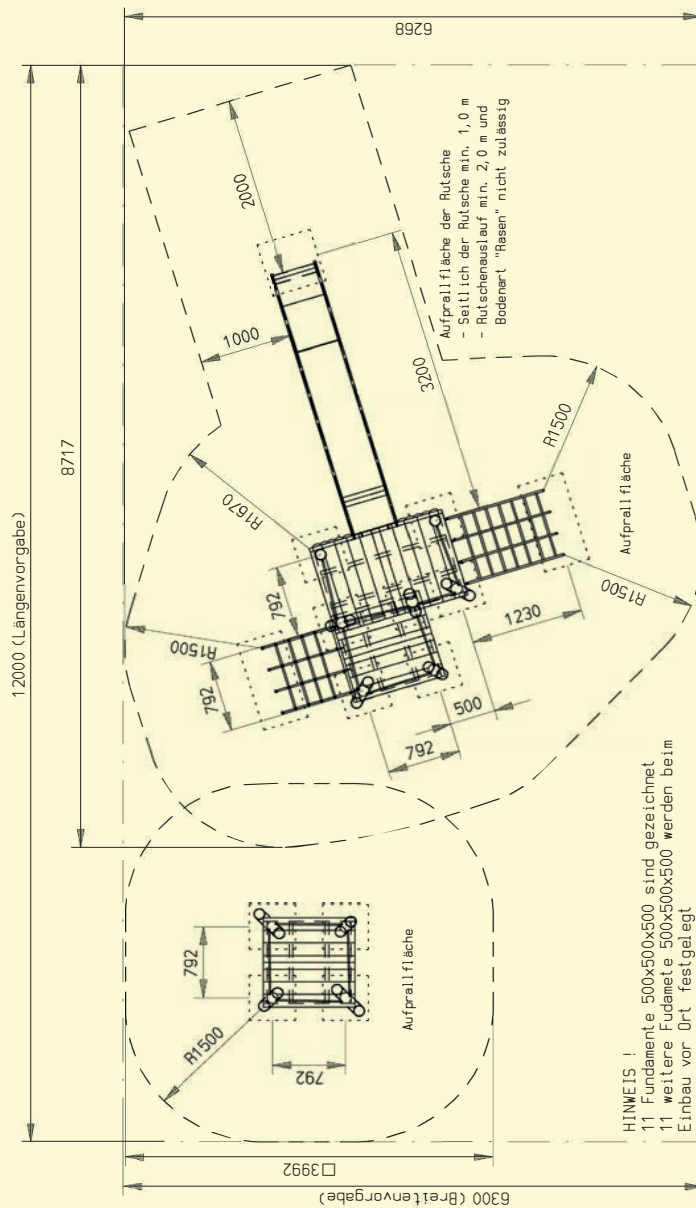 12000 (Längenvorgabe)
8717
6268
2000
1000
3200
Aufprallfläche der Rutsche
- Seitlich der Rutsche min. 1,0 m
- Rutschenauslauf min. 2,0 m und
Bodenart "Rasen" nicht zulässig
R1670
R1500
792
R1500
792
1230
R1500
Aufprallfläche
500
792
792
R1500
792
Aufprallfläche
□3992
6300 (Breitenvorgabe)
HINWEIS !
11 Fundamente 500x500x500 sind gezeichnet
11 weitere Fudamete 500x500x500 werden beim
Einbau vor Ort festgelegt